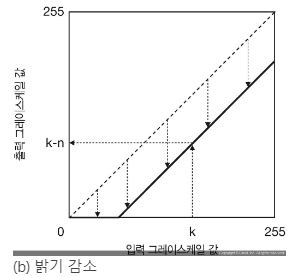 255
출력 그레이스케일 값
k-n
0
k
255
입력 그레이스케일 값
(b) 밝기 감소